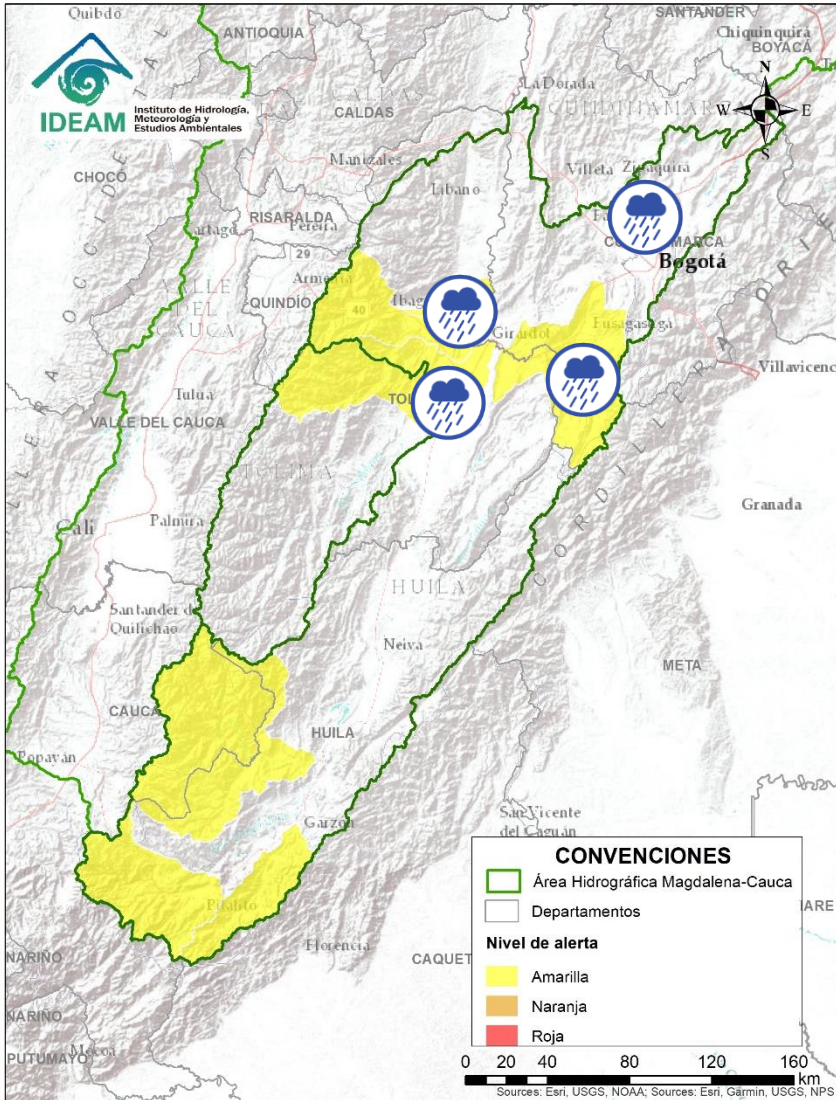 Quibdó
ANTIOQUIA
SANTANDER
Chiquinquirá
BOYACÁ
IDEAM
Instituto de Hidrología,
Meteorología y
Estudios Ambientales
CALDAS
La Dorada
N
W
E
S
CHOCÓ
Manizales
Villeta
Zipaquirá
Líbano
RISARALDA
Pereira
Cartago
29
Bogotá
Armenia
QUINDÍO
40
VALLE
DEL
CAUCA
Girardot
Fusagasugá
Villavicenc
Tuluá
VALLE DEL CAUCA
TOLIMA
Granada
Cali
Palmira
CORDILLERA
HUILA
Santander de
Quilichao
Neiva
META
CAUCA
HUILA
Popayán
San Vicente
del Caguán
Garzón
Pitalito
Florencia
NARIÑO
CAQUET
NARIÑO
PUTUMAYO
Mocoa
CONVENCIONES
Área Hidrográfica Magdalena-Cauca
Departamentos
Nivel de alerta
Amarilla
Naranja
Roja
0 20 40 80 120 160
km
Sources: Esri, USGS, NOAA; Sources: Esri, Garmin, USGS, NPS